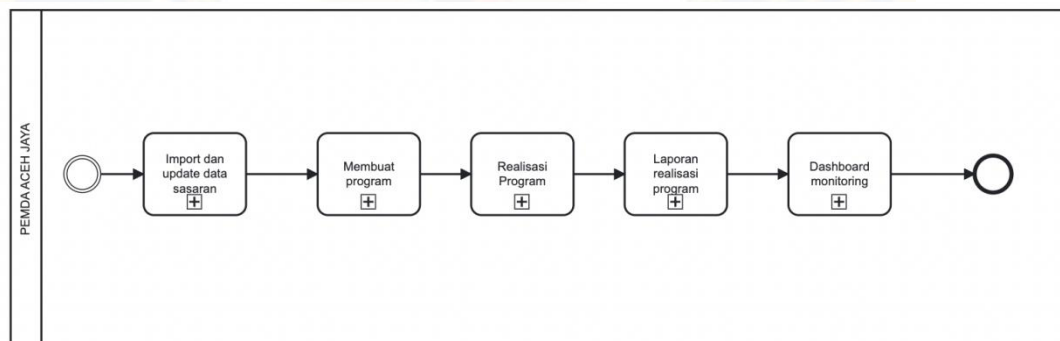 PEMDA ACEH JAYA
Import dan
update data
sasaran
Membuat
program
Realisasi
Program
Laporan
realisasi
program
Dashboard
monitoring